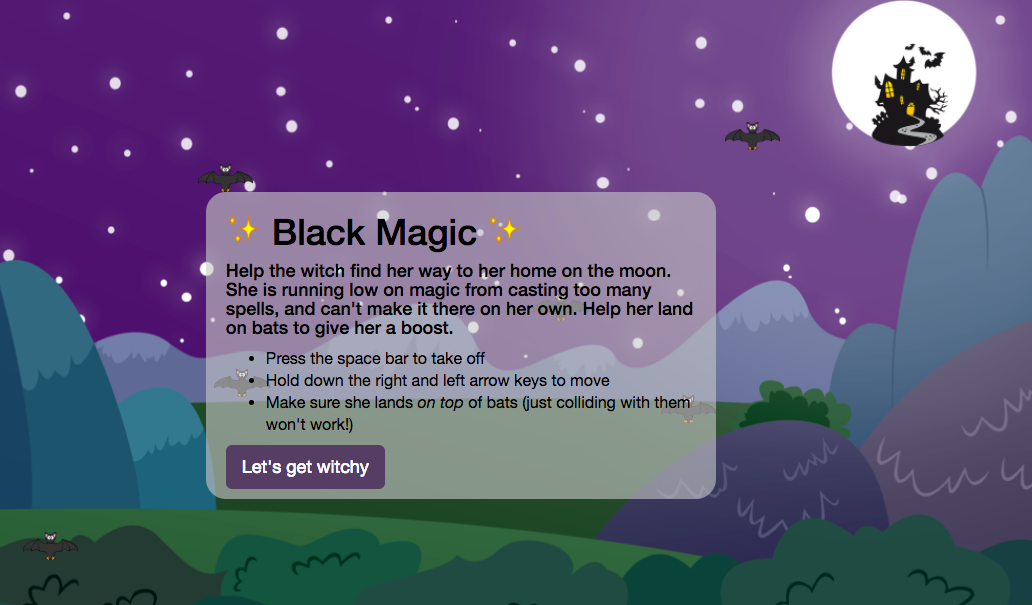 ✨ Black Magic ✨
Help the witch find her way to her home on the moon.
She is running low on magic from casting too many
spells, and can't make it there on her own. Help her land
on bats to give her a boost.
• Press the space bar to take off
• Hold down the right and left arrow keys to move
• Make sure she lands on top of bats (just colliding with them
won't work!)
Let's get witchy